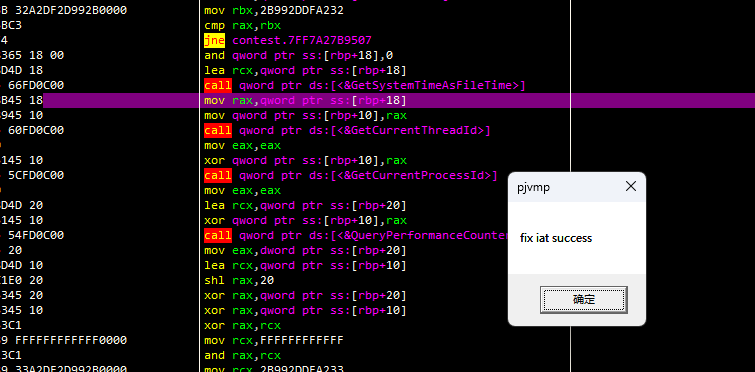 B 32A2DF2D992B0000 mov rbx,2B992DDFA232
BC3 cmp rax,rbx
4 jne contest.7FF7A27B9507
365 18 00 and qword ptr ss:[rbp+18],0
D4D 18 lea rcx,qword ptr ss:[rbp+18]
66FD0C00 call qword ptr ds:[<&GetSystemTimeAsFileTime>]
B45 18 mov rax,qword ptr ss:[rbp+18]
945 10 mov qword ptr ss:[rbp+10],rax
60FD0C00 call qword ptr ds:[<&GetCurrentThreadId>]
mov eax,eax
145 10 xor qword ptr ss:[rbp+10],rax
5CFD0C00 call qword ptr ds:[<&GetCurrentProcessId>]
mov eax,eax
D4D 20 lea rcx,qword ptr ss:[rbp+20]
145 10 xor qword ptr ss:[rbp+10],rax
54FD0C00 call qword ptr ds:[<&QueryPerformanceCounter
20 mov eax,dword ptr ss:[rbp+20]
D4D 10 lea rcx,qword ptr ss:[rbp+10]
1E0 20 shl rax,20
345 20 xor rax,qword ptr ss:[rbp+20]
345 10 xor rax,qword ptr ss:[rbp+10]
3C1 xor rax,rcx
9 FFFFFFFFFFFF0000 mov rcx,FFFFFFFFFFFF
3C1 and rax,rcx
9 33A2DF2D992B0000 mov rcx,2B992DDFA233
pjvmp
fix iat success
确定